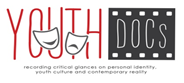 YOUTH DOCs
recording critical glances on personal identity,
youth culture and contemporary reality